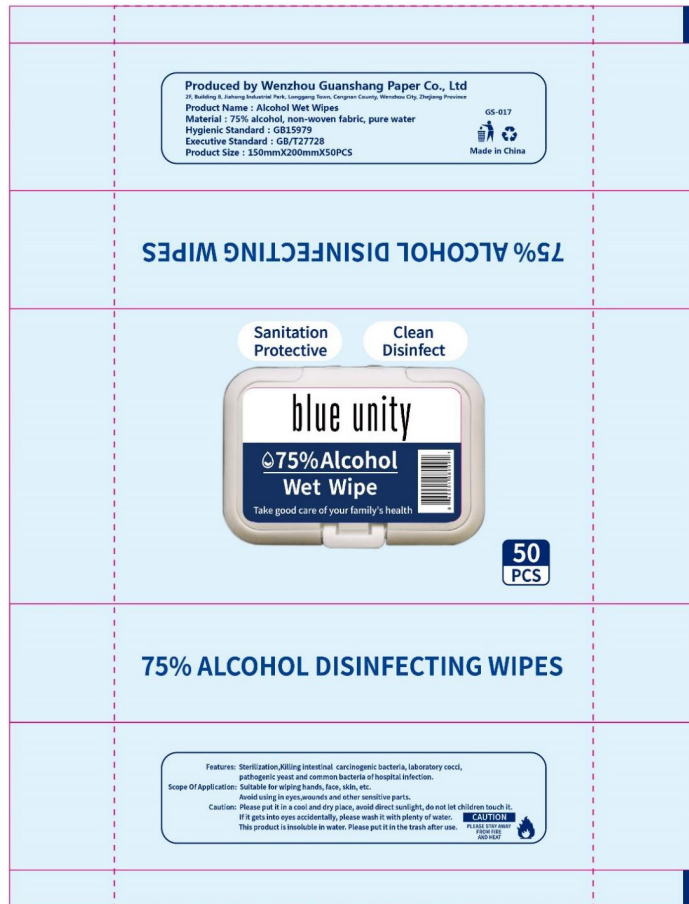 Produced by Wenzhou Guanshang Paper Co., Ltd
2F, Building 8, Jiahong Industrial Park, Longgang Town, Cangnan County, Wenzhou City, Zhejiang Province
Product Name : Alcohol Wet Wipes
Material : 75% alcohol, non-woven fabric, pure water
Hygienic Standard : GB15979
Executive Standard : GB/T27728
Product Size : 150mmX200mmX50PCS
GS-017
Made in China
75% ALCOHOL DISINFECTING WIPES
Sanitation
Protective
Clean
Disinfect
blue unity
75%Alcohol
Wet Wipe
Take good care of your family's health
50
PCS
75% ALCOHOL DISINFECTING WIPES
Features: Sterilization,Killing intestinal carcinogenic bacteria, laboratory cocci,
pathogenic yeast and common bacteria of hospital infection.
Scope Of Application: Suitable for wiping hands, face, skin, etc.
Avoid using in eyes,wounds and other sensitive parts.
Caution: Please put it in a cool and dry place, avoid direct sunlight, do not let children touch it.
If it gets into eyes accidentally, please wash it with plenty of water.
This product is insoluble in water. Please put it in the trash after use.
CAUTION
PLEASE STAY AWAY
FROM FIRE
AND HEAT